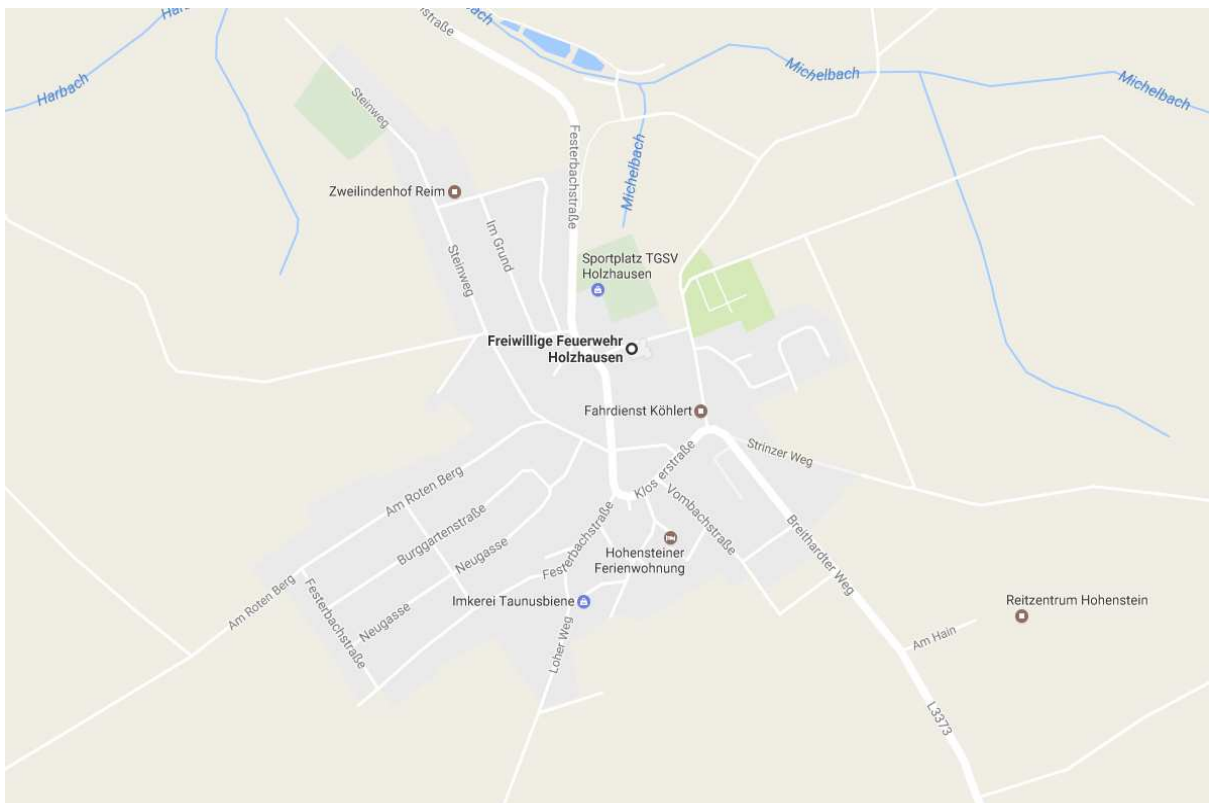 Harbach
Michelbach
Michelbach
Michelbach
Steinweg
Festerbachstraße
Zweilindenhof Reim
Im Grund
Steinweg
Sportplatz TGSV
Holzhausen
Freiwillige Feuerwehr
Holzhausen
Fahrdienst Köhlert
Klosterstraße
Strinzer Weg
Am Roten Berg
Burggartenstraße
Neugasse
Festerbachstraße
Vombachstraße
Breithardter Weg
Hohensteiner
Ferienwohnung
Imkerei Taunusbiene
Am Roten Berg
Festerbachstraße
Neugasse
Loher Weg
Reitzentrum Hohenstein
Am Hain
L3373